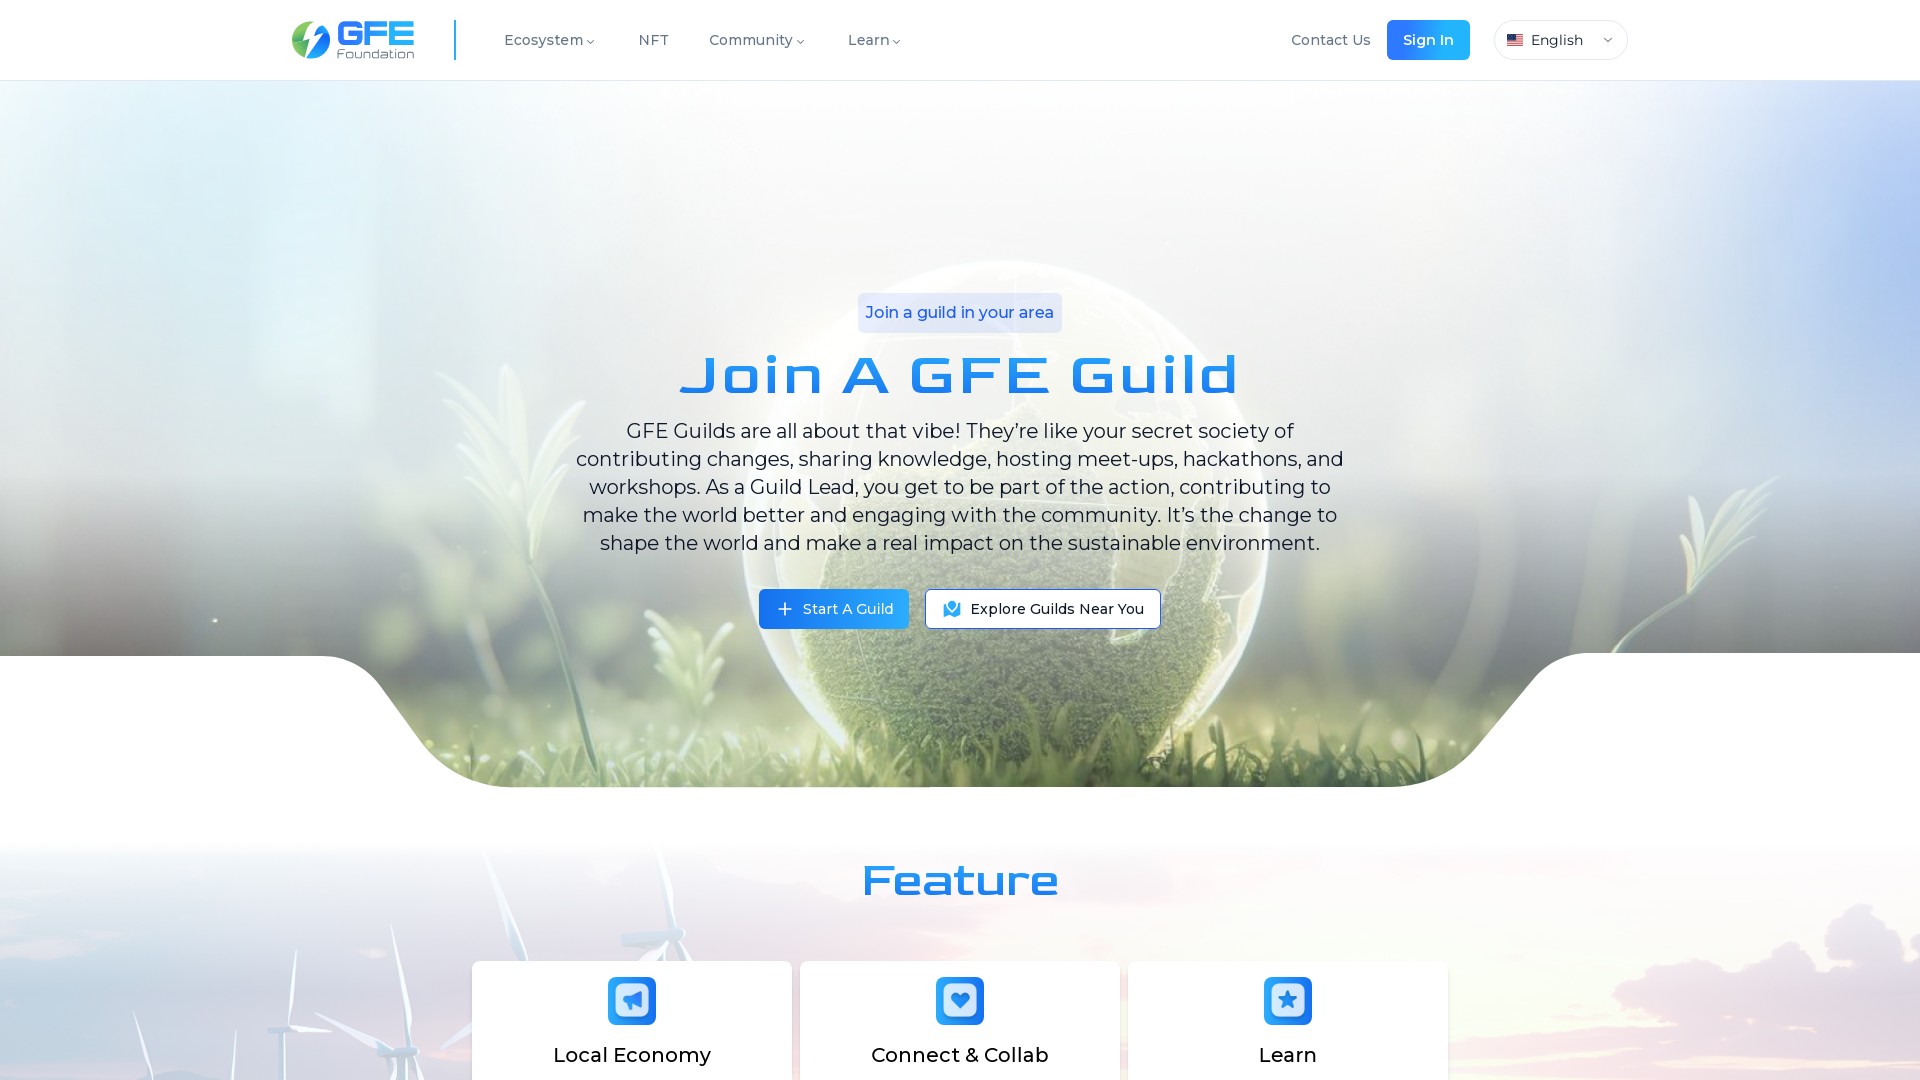 GFE
Foundation
Ecosystem
NFT
Community
Learn
Contact Us
Sign In
English
Join a guild in your area
Join A GFE Guild
GFE Guilds are all about that vibe! They’re like your secret society of
contributing changes, sharing knowledge, hosting meet-ups, hackathons, and
workshops. As a Guild Lead, you get to be part of the action, contributing to
make the world better and engaging with the community. It’s the change to
shape the world and make a real impact on the sustainable environment.
Start A Guild
Explore Guilds Near You
Feature
Local Economy
Connect & Collab
Learn